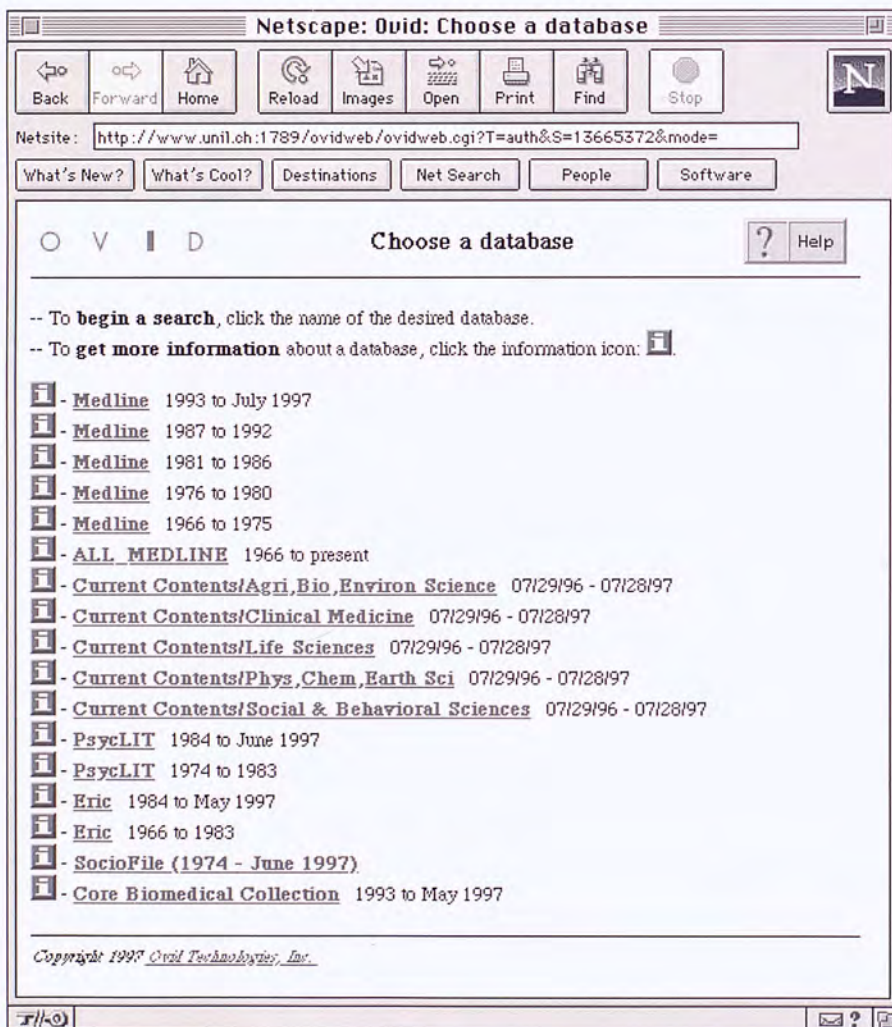 Netscape: Ovid: Choose a database
Back Forward Home Reload Images Open Print Find Stop N
Netsite: http://www.unil.ch:1789/ovidweb/ovidweb.cgi?T=auth&S=13665372&mode=
What's New? What's Cool? Destinations Net Search People Software
O V I D Choose a database ? Help
-- To begin a search, click the name of the desired database.
-- To get more information about a database, click the information icon: i.
i - Medline 1993 to July 1997
i - Medline 1987 to 1992
i - Medline 1981 to 1986
i - Medline 1976 to 1980
i - Medline 1966 to 1975
i - ALL_MEDLINE 1966 to present
i - Current Contents/Agri,Bio,Environ Science 07/29/96 - 07/28/97
i - Current Contents/Clinical Medicine 07/29/96 - 07/28/97
i - Current Contents/Life Sciences 07/29/96 - 07/28/97
i - Current Contents/Phys,Chem,Earth Sci 07/29/96 - 07/28/97
i - Current Contents/Social & Behavioral Sciences 07/29/96 - 07/28/97
i - PsycLIT 1984 to June 1997
i - PsycLIT 1974 to 1983
i - Eric 1984 to May 1997
i - Eric 1966 to 1983
i - SocioFile (1974 - June 1997)
i - Core Biomedical Collection 1993 to May 1997
Copyright 1997 Ovid Technologies, Inc.
?